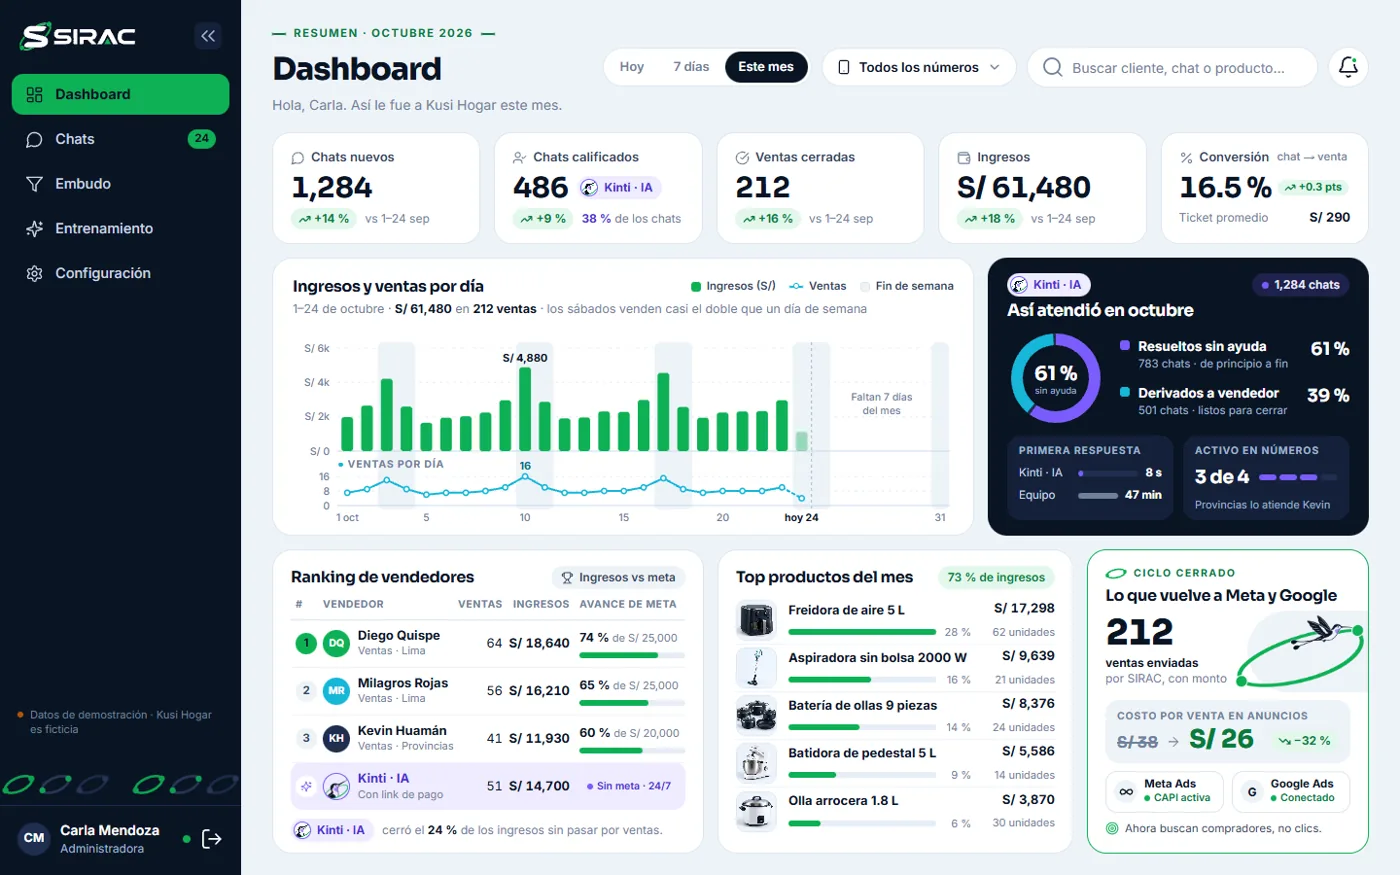 SIRAC
Dashboard
Chats 24
Embudo
Entrenamiento
Configuración
Datos de demostración · Kusi Hogar
es ficticia
CM Carla Mendoza
Administradora
RESUMEN · OCTUBRE 2026
Dashboard
Hola, Carla. Así le fue a Kusi Hogar este mes.
Hoy 7 días Este mes
Todos los números
Buscar cliente, chat o producto...
Chats nuevos
1,284
+14 % vs 1–24 sep
Chats calificados
486 Kinti · IA
+9 % 38 % de los chats
Ventas cerradas
212
+16 % vs 1–24 sep
Ingresos
S/ 61,480
+18 % vs 1–24 sep
Conversión chat → venta
16.5 % +0.3 pts
Ticket promedio S/ 290
Ingresos y ventas por día
Ingresos (S/) Ventas Fin de semana
1–24 de octubre · S/ 61,480 en 212 ventas · los sábados venden casi el doble que un día de semana
S/ 6k
S/ 4,880
S/ 4k
Faltan 7 días
del mes
S/ 2k
S/ 0
VENTAS POR DÍA
16
16
8
0
1 oct 5 10 15 20 hoy 24 31
Kinti · IA 1,284 chats
Así atendió en octubre
61 %
sin ayuda
Resueltos sin ayuda 61 %
783 chats · de principio a fin
Derivados a vendedor 39 %
501 chats · listos para cerrar
PRIMERA RESPUESTA
Kinti · IA 8 s
Equipo 47 min
ACTIVO EN NÚMEROS
3 de 4
Provincias lo atiende Kevin
Ranking de vendedores Ingresos vs meta
# VENDEDOR VENTAS INGRESOS AVANCE DE META
1 DQ Diego Quispe 64 S/ 18,640 74 % de S/ 25,000
Ventas · Lima
2 MR Milagros Rojas 56 S/ 16,210 65 % de S/ 25,000
Ventas · Lima
3 KH Kevin Huamán 41 S/ 11,930 60 % de S/ 20,000
Ventas · Provincias
Kinti · IA 51 S/ 14,700 Sin meta · 24/7
Con link de pago
Kinti · IA cerró el 24 % de los ingresos sin pasar por ventas.
Top productos del mes 73 % de ingresos
Freidora de aire 5 L S/ 17,298
28 % 62 unidades
Aspiradora sin bolsa 2000 W S/ 9,639
16 % 21 unidades
Batería de ollas 9 piezas S/ 8,376
14 % 24 unidades
Batidora de pedestal 5 L S/ 5,586
9 % 14 unidades
Olla arrocera 1.8 L S/ 3,870
6 % 30 unidades
CICLO CERRADO
Lo que vuelve a Meta y Google
212
ventas enviadas
por SIRAC, con monto
COSTO POR VENTA EN ANUNCIOS
S/ 38 → S/ 26 −32 %
Meta Ads
CAPI activa
G Google Ads
Conectado
Ahora buscan compradores, no clics.